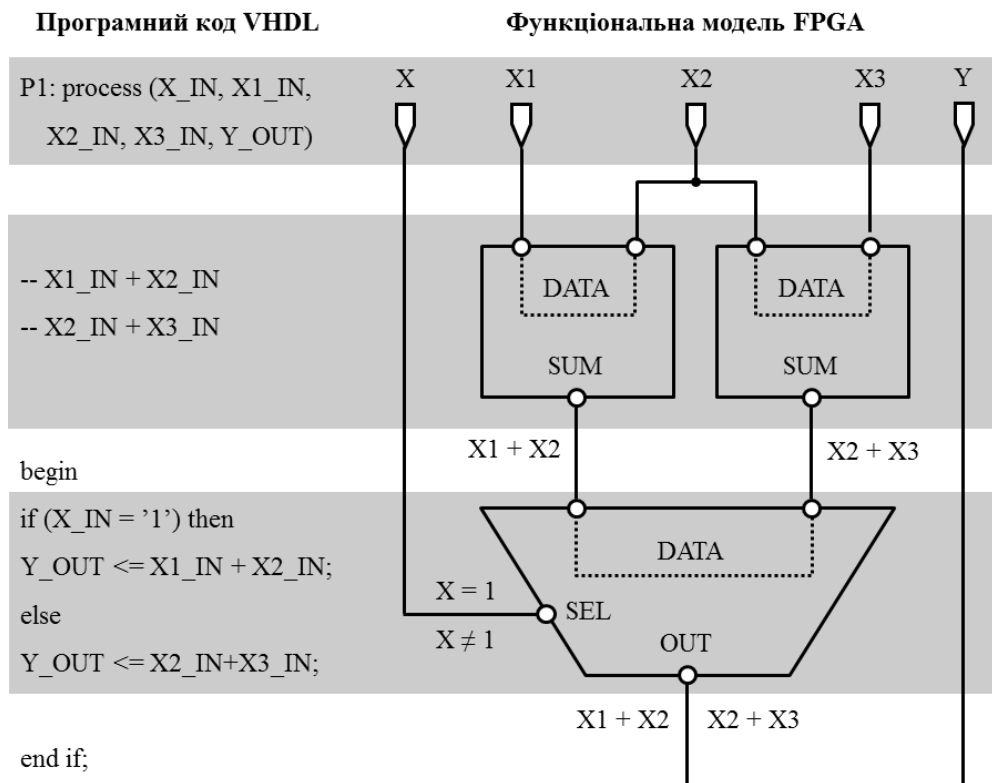 Програмний код VHDL
Функціональна модель FPGA
P1: process (X_IN, X1_IN,
X2_IN, X3_IN, Y_OUT)
X X1 X2 X3 Y
-- X1_IN + X2_IN
-- X2_IN + X3_IN
DATA DATA
SUM SUM
X1 + X2 X2 + X3
begin
if (X_IN = ’1’) then
Y_OUT <= X1_IN + X2_IN;
else
Y_OUT <= X2_IN+X3_IN;
DATA
X = 1
SEL
X ≠ 1
OUT
X1 + X2 X2 + X3
end if;